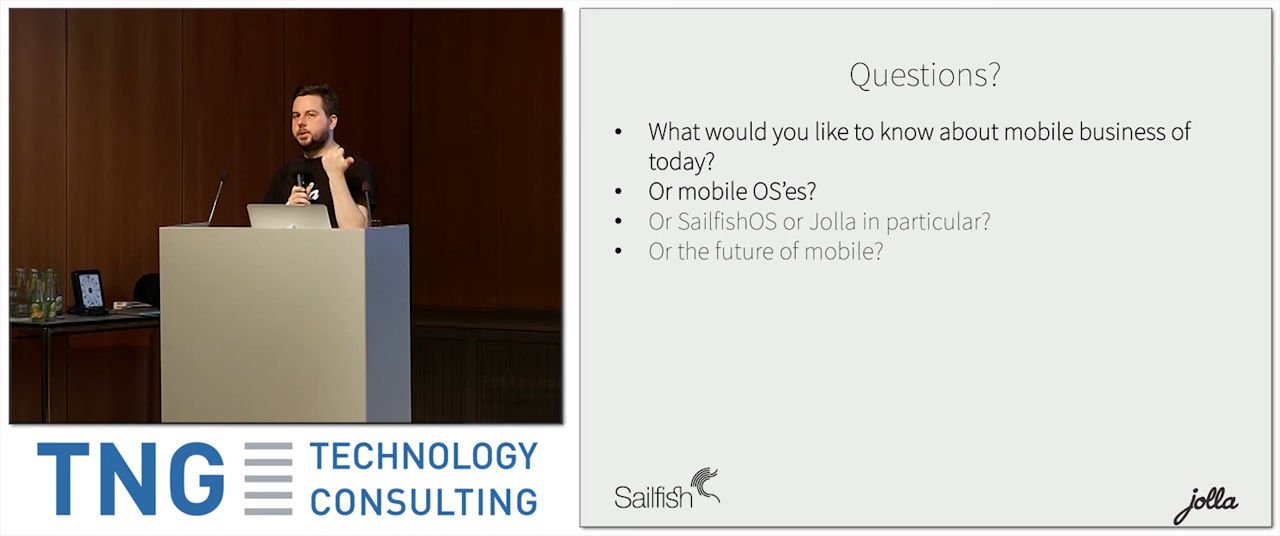 TNG TECHNOLOGY
CONSULTING
Questions?
• What would you like to know about mobile business of
today?
• Or mobile OS’es?
• Or SailfishOS or Jolla in particular?
• Or the future of mobile?
Sailfish
jolla